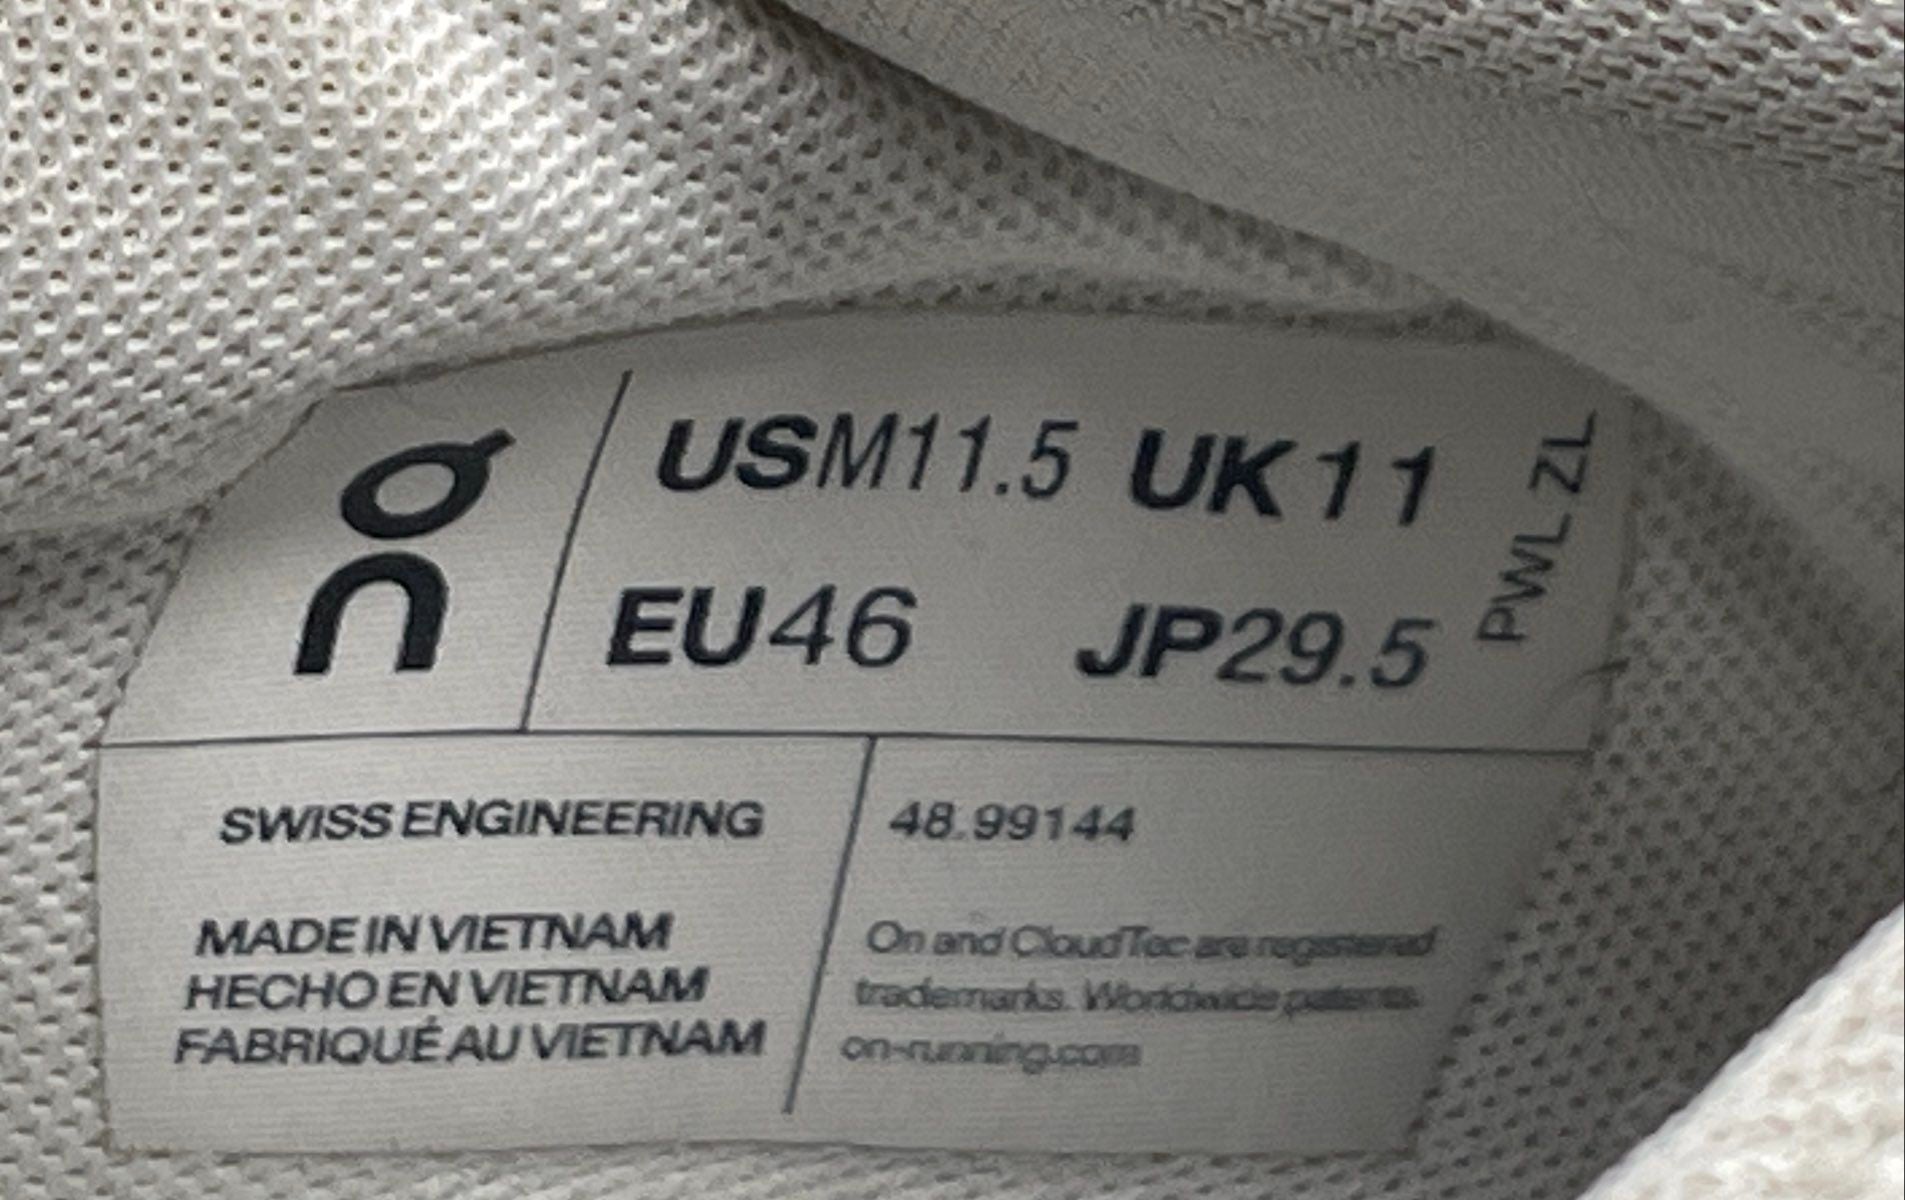 on
USM11.5 UK11
EU46 JP29.5
PWL ZL
SWISS ENGINEERING
48.99144
MADE IN VIETNAM
HECHO EN VIETNAM
FABRIQUÉ AU VIETNAM
On and CloudTec are registered
trademarks. Worldwide patents.
on-running.com